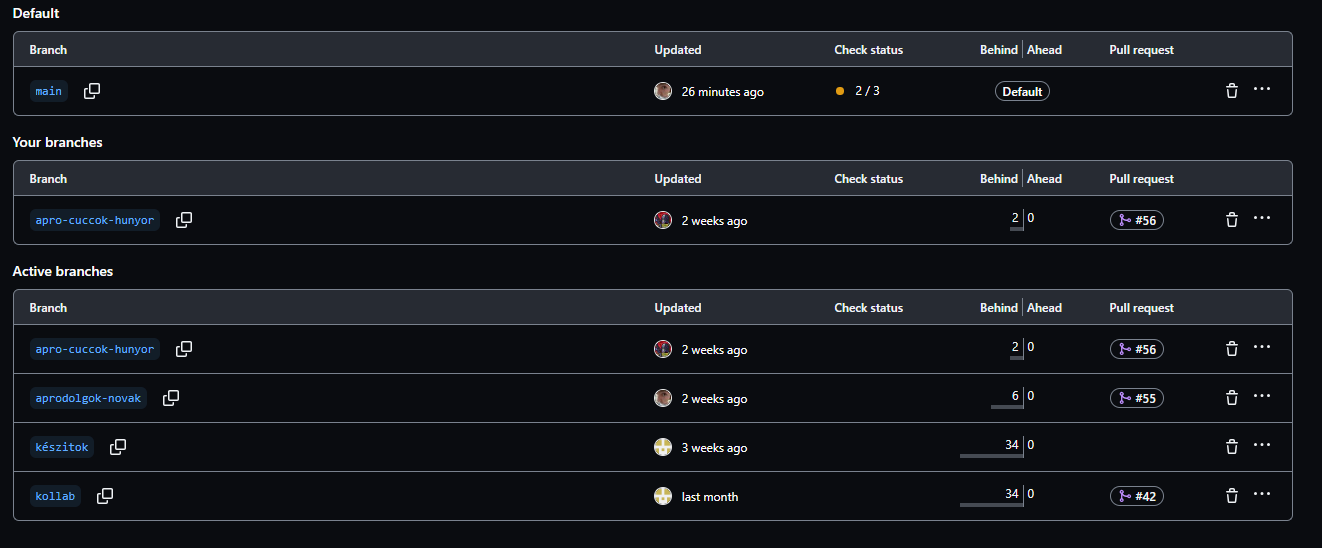 Default
Branch Updated Check status Behind Ahead Pull request
main 26 minutes ago 2 / 3 Default
Your branches
Branch Updated Check status Behind Ahead Pull request
apro-cuccok-hunyor 2 weeks ago 2 0 #56
Active branches
Branch Updated Check status Behind Ahead Pull request
apro-cuccok-hunyor 2 weeks ago 2 0 #56
aprodolgok-novak 2 weeks ago 6 0 #55
készitok 3 weeks ago 34 0
kollab last month 34 0 #42